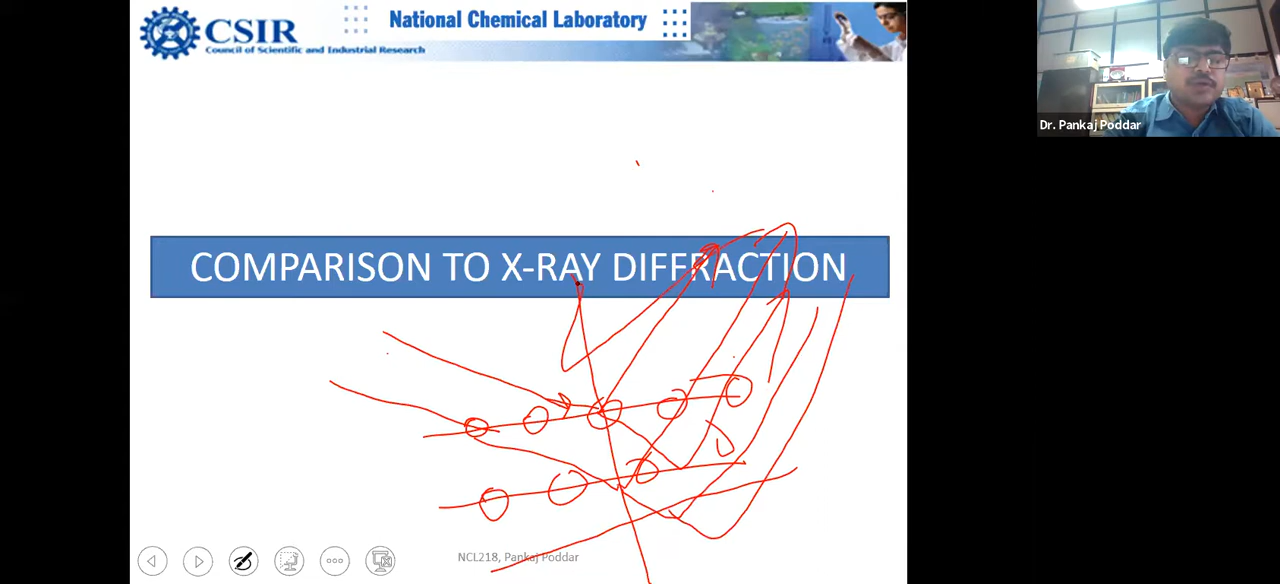 CSIR
Council of Scientific and Industrial Research
National Chemical Laboratory
Dr. Pankaj Poddar
COMPARISON TO X-RAY DIFFRACTION
NCL218, Pankaj Poddar